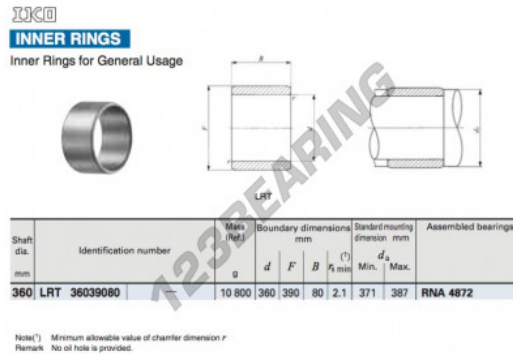 IKO
INNER RINGS
Inner Rings for General Usage
B
F
d
r
r
da
LRT
123BEARING
Shaft dia. mm
Identification number
Mass (Ref.) g
Boundary dimensions mm
d F B rs min(1)
Standard mounting dimension mm
da
Min. Max.
Assembled bearings
360 LRT 36039080 — 10 800 360 390 80 2.1 371 387 RNA 4872
Note(1) Minimum allowable value of chamfer dimension r
Remark No oil hole is provided.